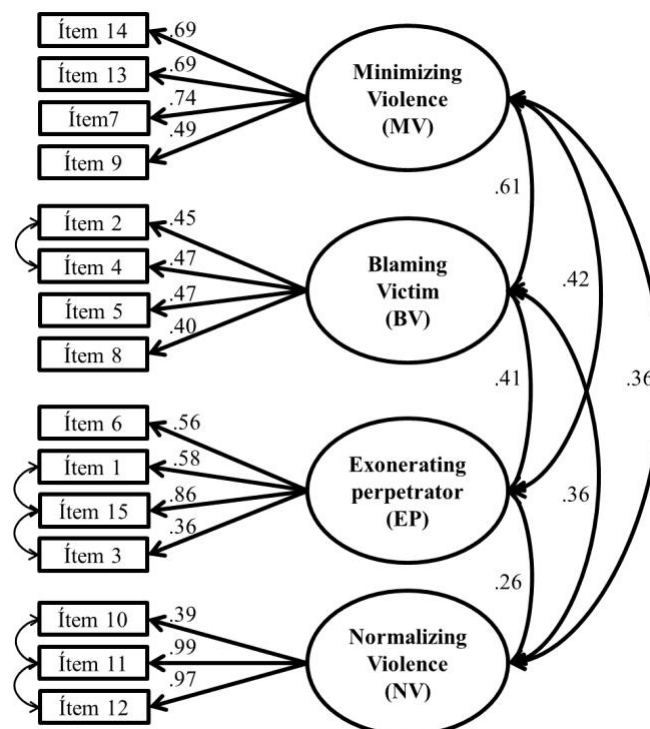 Ítem 14
.69
Ítem 13
.69
Ítem7
.74
Ítem 9
.49
Minimizing
Violence
(MV)
.61
Ítem 2
.45
Ítem 4
.47
Ítem 5
.47
Ítem 8
.40
Blaming
Victim
(BV)
.42
.41
.36
Ítem 6
.56
Ítem 1
.58
Ítem 15
.86
Ítem 3
.36
Exonerating
perpetrator
(EP)
.36
.26
Ítem 10
.39
Ítem 11
.99
Ítem 12
.97
Normalizing
Violence
(NV)